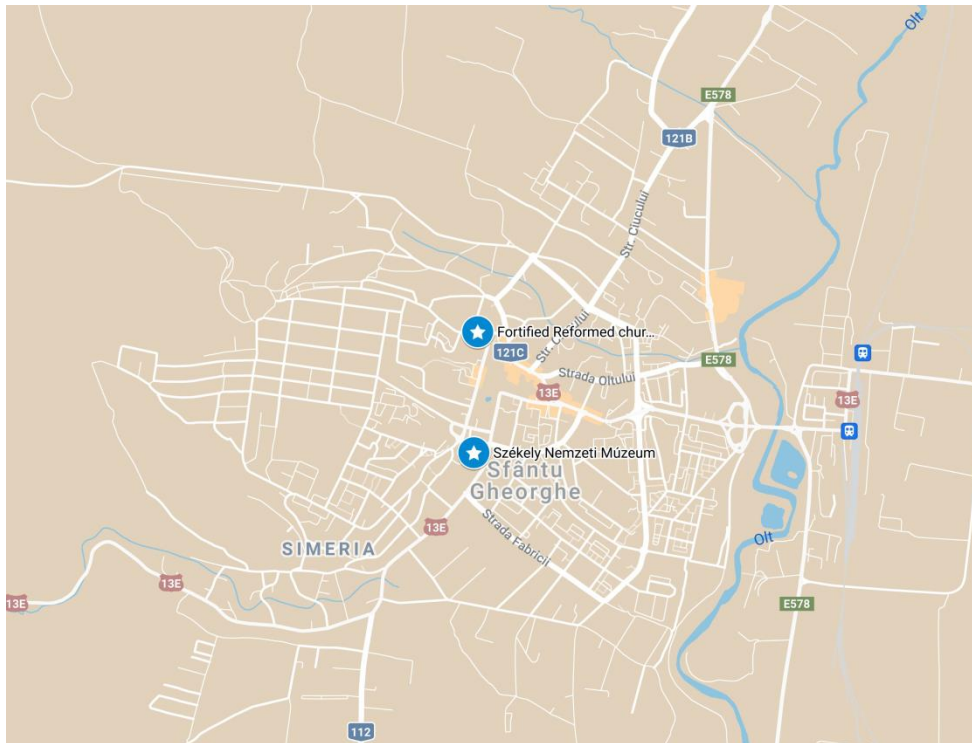 Olt
E578
121B
Str. Ciucului
Fortified Reformed chur...
121C
Str. Ciucului
E578
Strada Oltului
13E
13E
Székely Nemzeti Múzeum
Sfântu
Gheorghe
13E
Strada Fabricii
SIMERIA
Olt
13E
13E
E578
112